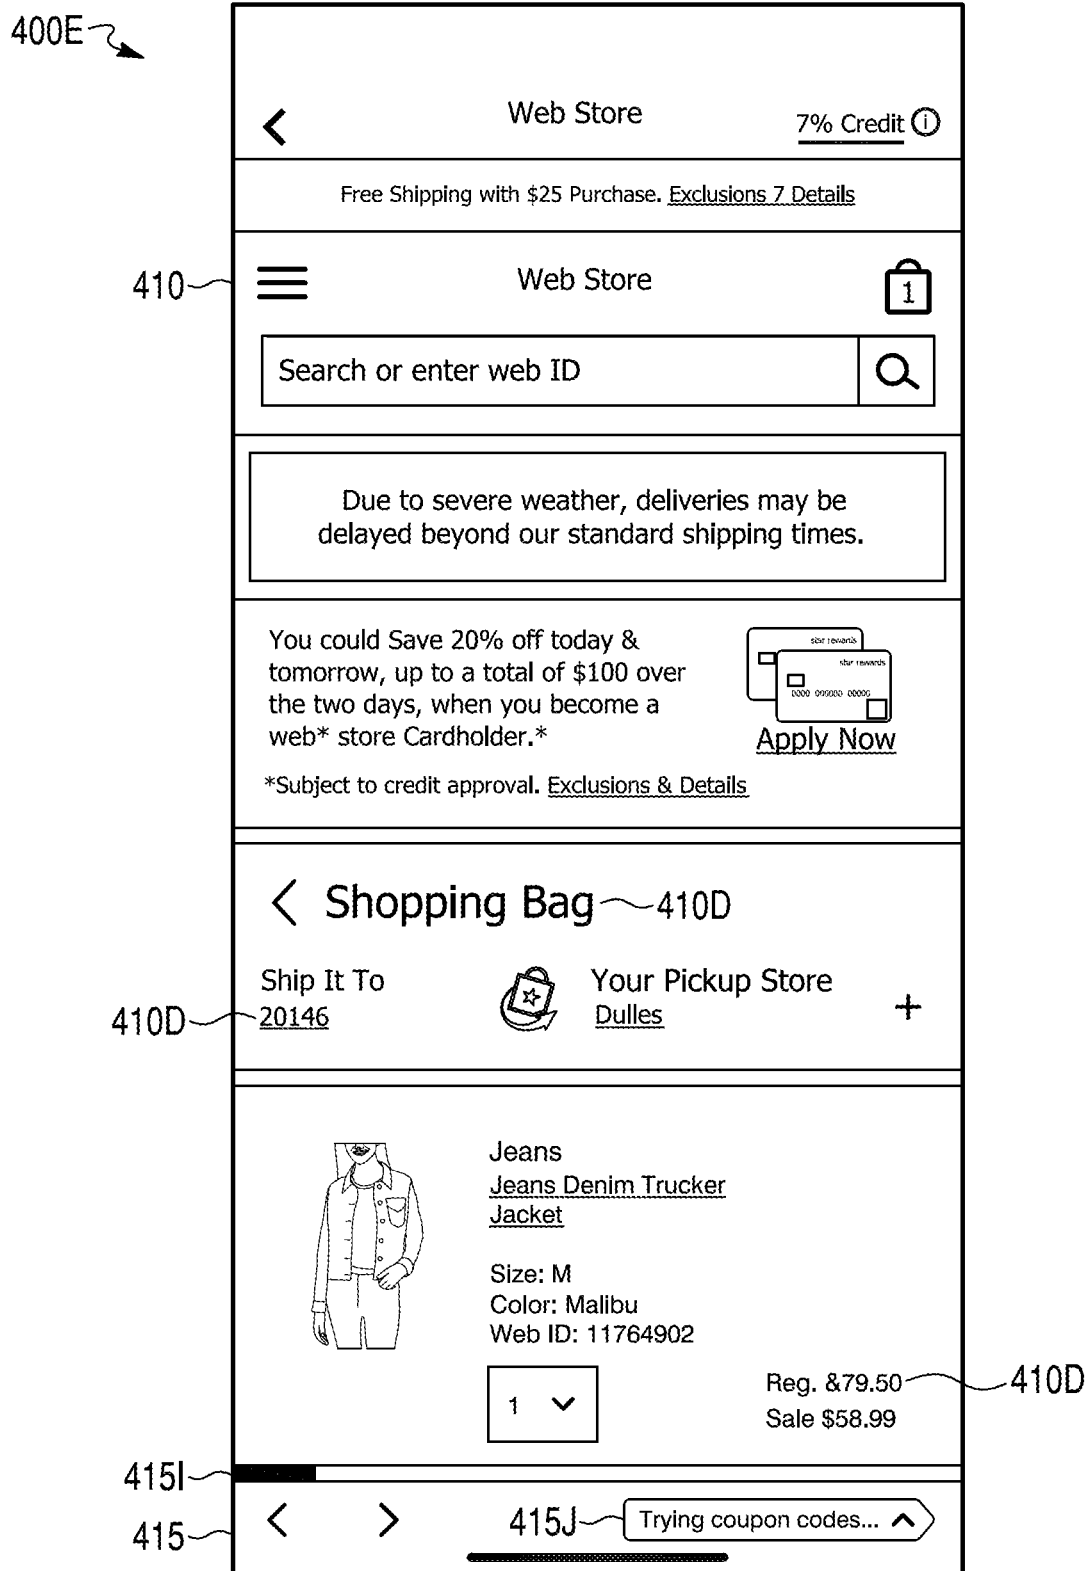 400E
Web Store
7% Credit i
Free Shipping with $25 Purchase. Exclusions 7 Details
410
Web Store
1
Search or enter web ID
Due to severe weather, deliveries may be
delayed beyond our standard shipping times.
You could Save 20% off today &
tomorrow, up to a total of $100 over
the two days, when you become a
web* store Cardholder.*
star rewards
star rewards
Apply Now
*Subject to credit approval. Exclusions & Details
Shopping Bag
410D
Ship It To
20146
410D
Your Pickup Store
Dulles
+
Jeans
Jeans Denim Trucker
Jacket
Size: M
Color: Malibu
Web ID: 11764902
1
Reg. &79.50
410D
Sale $58.99
415I
415
415J
Trying coupon codes...